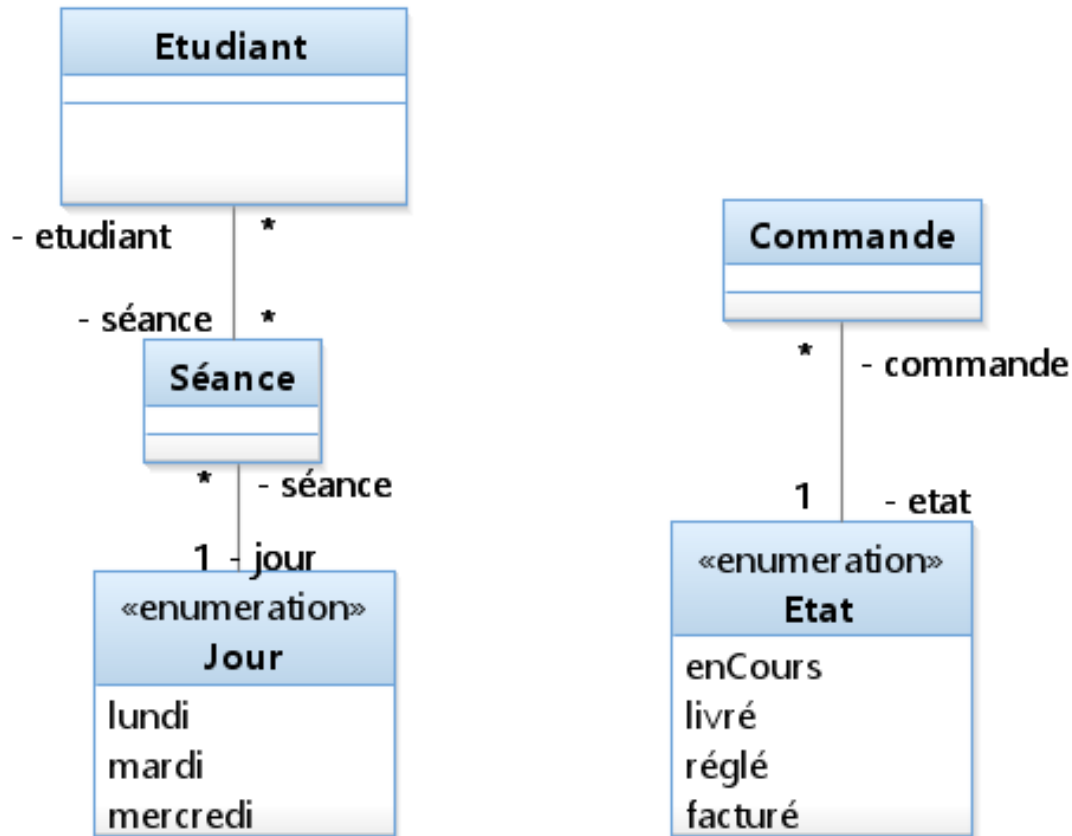 Etudiant
- etudiant
*
- séance
*
Séance
*
- séance
1
- jour
«enumeration»
Jour
lundi
mardi
mercredi
Commande
*
- commande
1
- etat
«enumeration»
Etat
enCours
livré
réglé
facturé